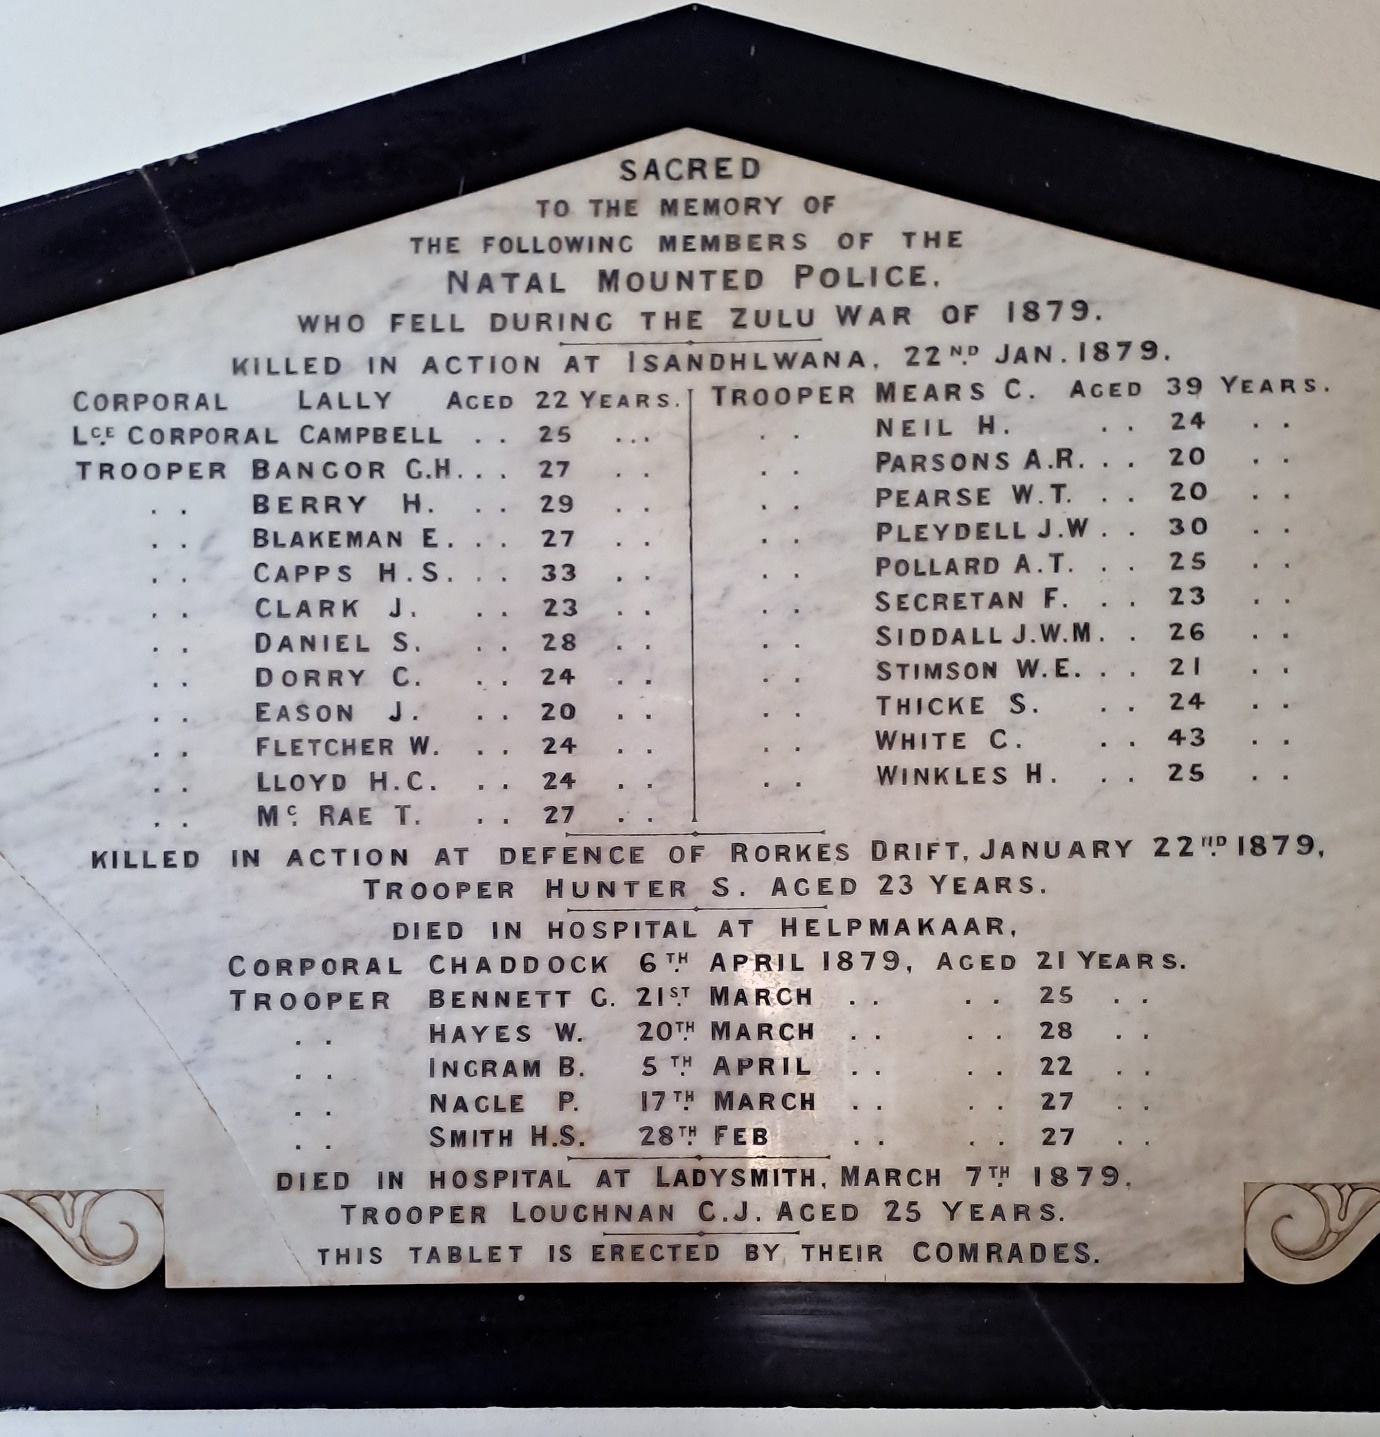 SACRED
TO THE MEMORY OF
THE FOLLOWING MEMBERS OF THE
NATAL MOUNTED POLICE.
WHO FELL DURING THE ZULU WAR OF 1879.
KILLED IN ACTION AT ISANDHLWANA, 22ND JAN. 1879.
CORPORAL LALLY AGED 22 YEARS.
LCE CORPORAL CAMPBELL .. 25 ...
TROOPER BANGOR G.H. .. 27 ..
.. BERRY H. .. 29 ..
.. BLAKEMAN E. .. 27 ..
.. CAPPS H.S. .. 33 ..
.. CLARK J. .. 23 ..
.. DANIEL S. .. 28 ..
.. DORRY C. .. 24 ..
.. EASON J. .. 20 ..
.. FLETCHER W. .. 24 ..
.. LLOYD H.C. .. 24 ..
.. Mc RAE T. .. 27 ..
TROOPER MEARS C. AGED 39 YEARS.
.. NEIL H. .. 24 ..
.. PARSONS A.R. .. 20 ..
.. PEARSE W.T. .. 20 ..
.. PLEYDELL J.W .. 30 ..
.. POLLARD A.T. .. 25 ..
.. SECRETAN F. .. 23 ..
.. SIDDALL J.W.M. .. 26 ..
.. STIMSON W.E. .. 21 ..
.. THICKE S. .. 24 ..
.. WHITE C. .. 43 ..
.. WINKLES H. .. 25 ..
KILLED IN ACTION AT DEFENCE OF RORKES DRIFT, JANUARY 22ND 1879,
TROOPER HUNTER S. AGED 23 YEARS.
DIED IN HOSPITAL AT HELPMAKAAR,
CORPORAL CHADDOCK 6TH APRIL 1879, AGED 21 YEARS.
TROOPER BENNETT G. 21ST MARCH .. .. 25 ..
.. HAYES W. 20TH MARCH .. .. 28 ..
.. INGRAM B. 5TH APRIL .. .. 22 ..
.. NAGLE P. 17TH MARCH .. .. 27 ..
.. SMITH H.S. 28TH FEB .. .. 27 ..
DIED IN HOSPITAL AT LADYSMITH, MARCH 7TH 1879,
TROOPER LOUGHNAN C.J. AGED 25 YEARS.
THIS TABLET IS ERECTED BY THEIR COMRADES.